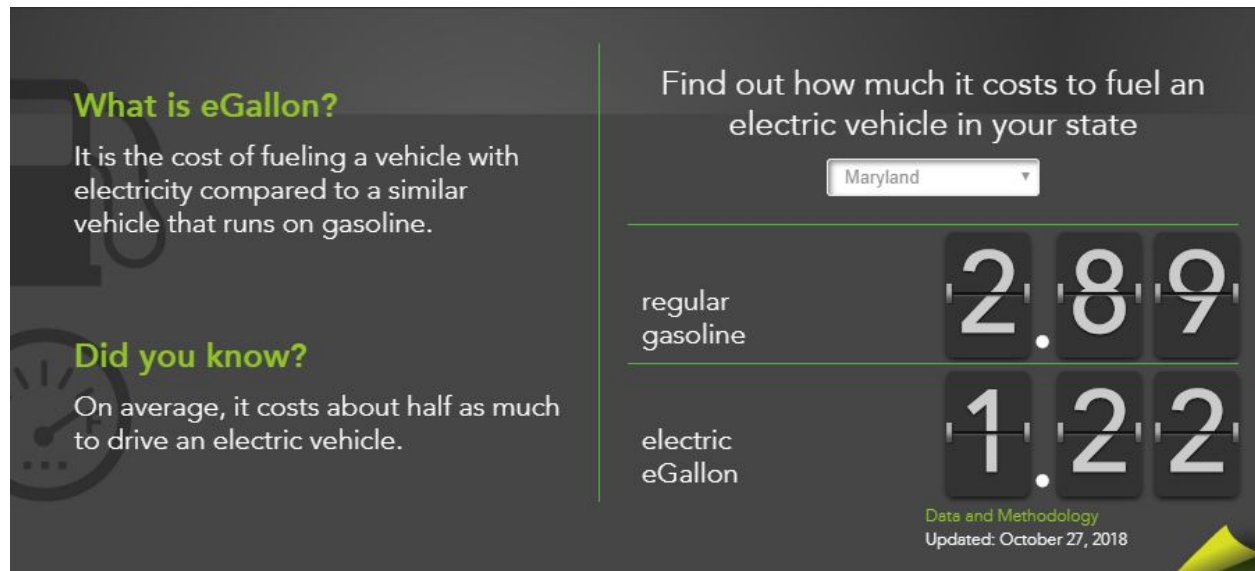 What is eGallon?
It is the cost of fueling a vehicle with
electricity compared to a similar
vehicle that runs on gasoline.
Did you know?
On average, it costs about half as much
to drive an electric vehicle.
Find out how much it costs to fuel an
electric vehicle in your state
Maryland
regular
gasoline
2.89
electric
eGallon
1.22
Data and Methodology
Updated: October 27, 2018